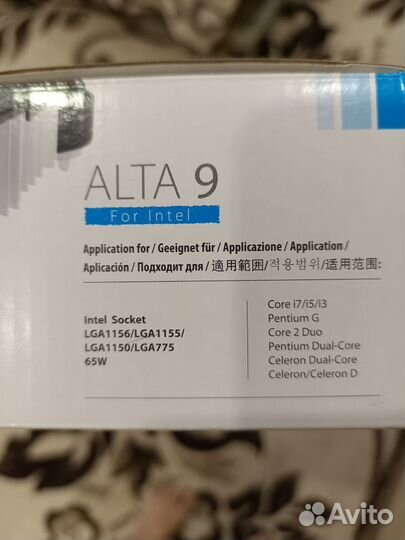 ALTA 9
For Intel
Application for / Geeignet für / Applicazione / Application /
Aplicación / Подходит для / 適用範囲/적용범위/适用范围:
Intel Socket
LGA1156/LGA1155/
LGA1150/LGA775
65W
Core i7/i5/i3
Pentium G
Core 2 Duo
Pentium Dual-Core
Celeron Dual-Core
Celeron/Celeron D
Avito